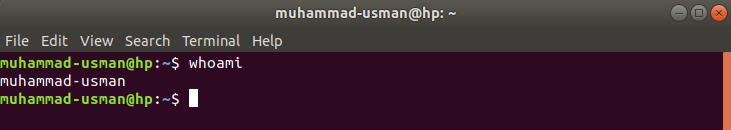 muhammad-usman@hp: ~
File Edit View Search Terminal Help
muhammad-usman@hp:~$ whoami
muhammad-usman
muhammad-usman@hp:~$